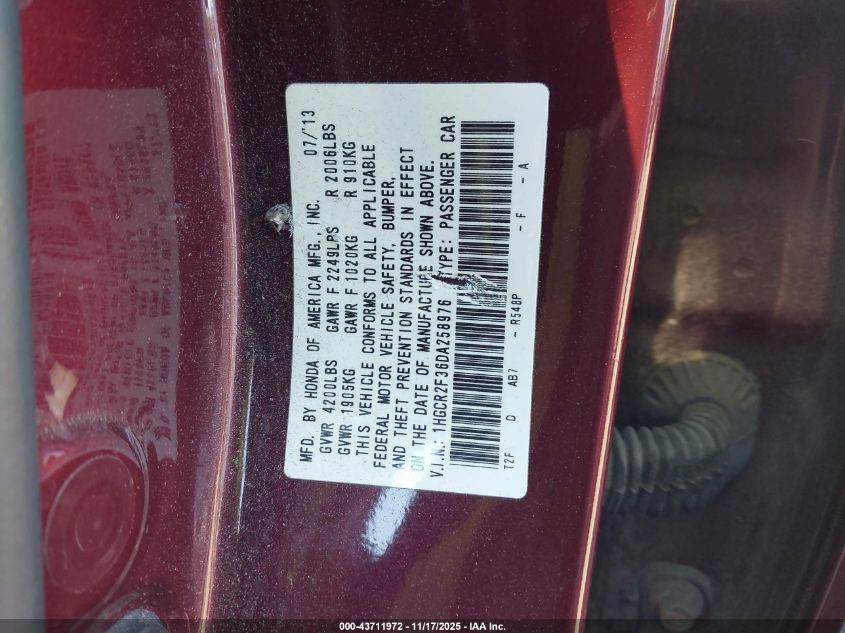 MFD. BY HONDA OF AMERICA MFG., INC. 07/'13
GVWR 4200LBS GAWR F 2249LBS R 2006LBS
GVWR 1905KG GAWR F 1020KG R 910KG
THIS VEHICLE CONFORMS TO ALL APPLICABLE
FEDERAL MOTOR VEHICLE SAFETY, BUMPER,
AND THEFT PREVENTION STANDARDS IN EFFECT
ON THE DATE OF MANUFACTURE SHOWN ABOVE.
V.I.N.: 1HGCR2F36DA258976 TYPE: PASSENGER CAR
T2F D AB7 - R548P - F - A
000-43711972 - 11/17/2025 - IAA Inc.